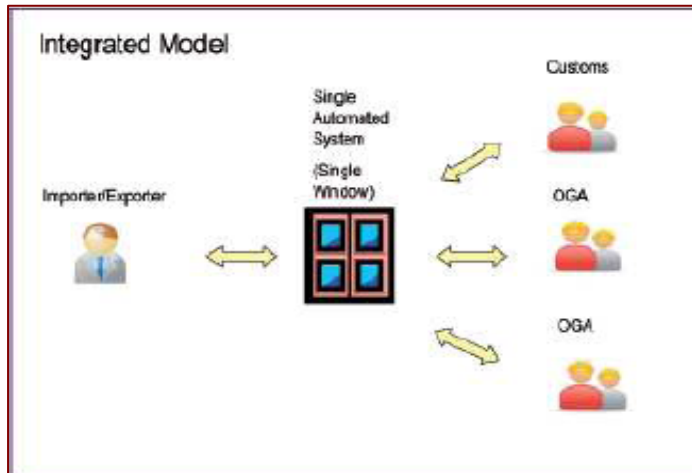 Integrated Model
Customs
Single
Automated
System
(Single
Window)
Importer/Exporter
OGA
OGA